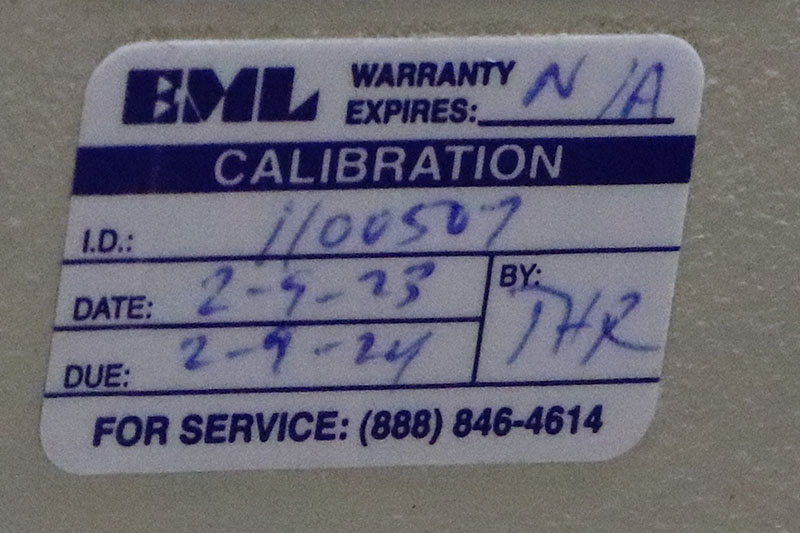 EML WARRANTY
EXPIRES: N/A
CALIBRATION
I.D.: 1100507
DATE: 2-9-23
BY: THR
DUE: 2-9-24
FOR SERVICE: (888) 846-4614